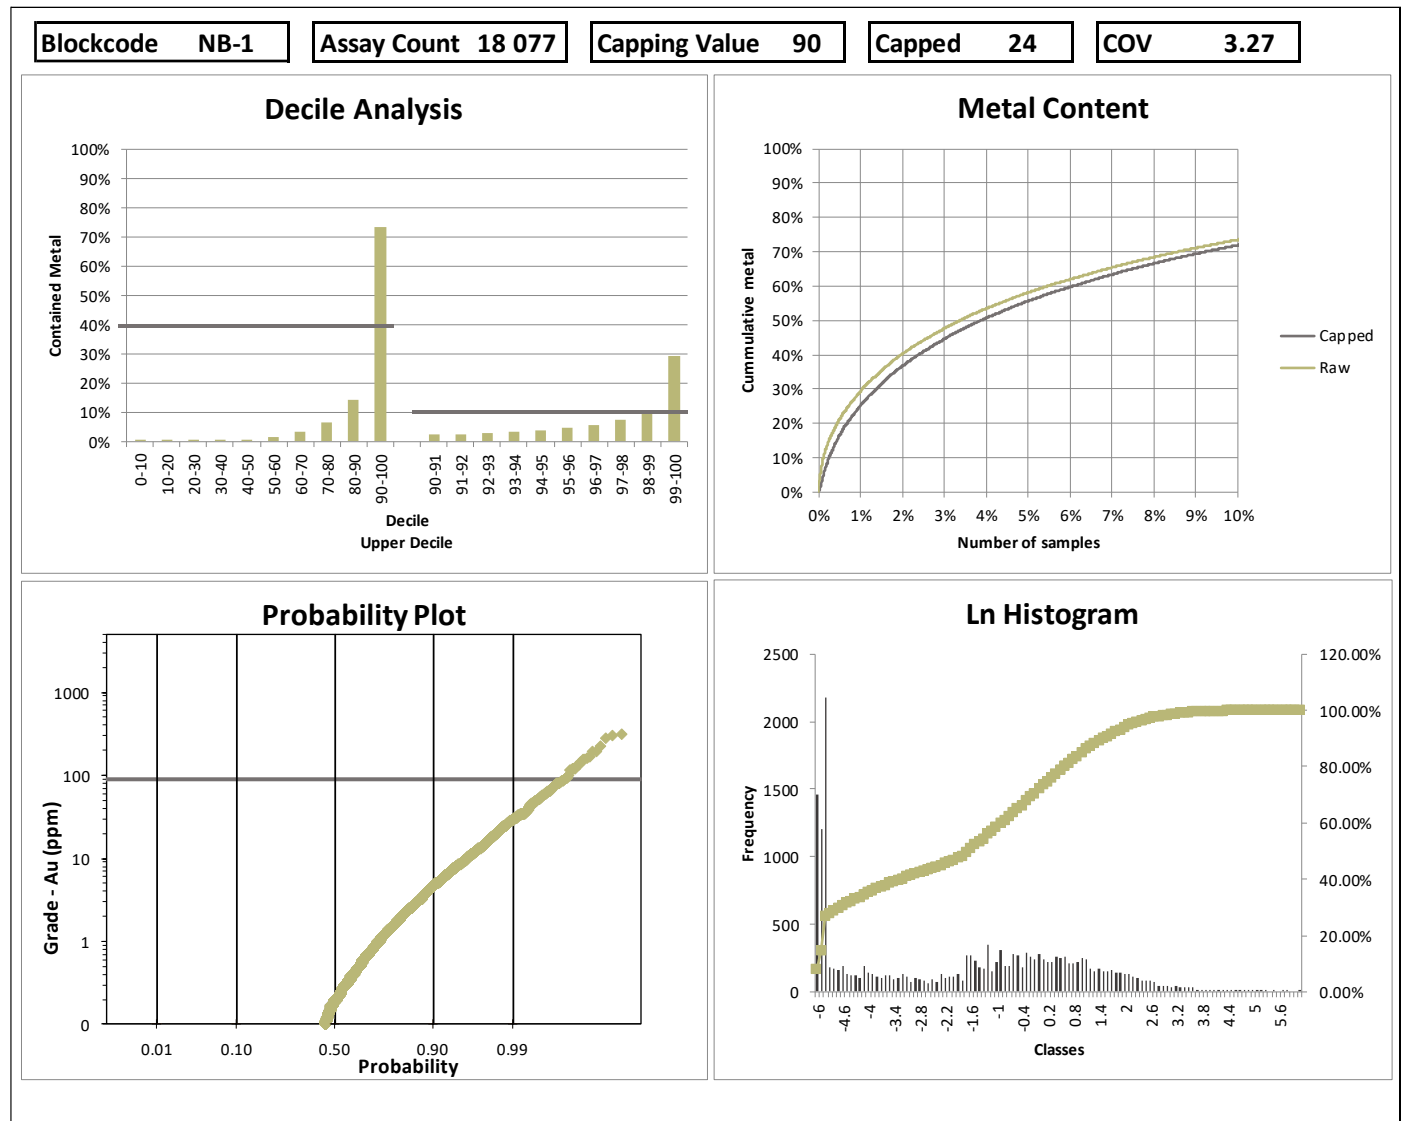 Blockcode NB-1 Assay Count 18 077 Capping Value 90 Capped 24 COV 3.27
Decile Analysis
100%
90%
80%
70%
60%
50%
40%
30%
20%
10%
0%
Contained Metal
0-10 10-20 20-30 30-40 40-50 50-60 60-70 70-80 80-90 90-100 90-91 91-92 92-93 93-94 94-95 95-96 96-97 97-98 98-99 99-100
Decile
Upper Decile
Metal Content
100%
90%
80%
70%
60%
50%
40%
30%
20%
10%
0%
Cummulative metal
0% 1% 2% 3% 4% 5% 6% 7% 8% 9% 10%
Number of samples
Capped
Raw
Probability Plot
1000
100
10
1
0
Grade - Au (ppm)
0.01 0.10 0.50 0.90 0.99
Probability
Ln Histogram
2500
2000
1500
1000
500
0
Frequency
120.00%
100.00%
80.00%
60.00%
40.00%
20.00%
0.00%
-6 -4.6 -4 -3.4 -2.8 -2.2 -1.6 -1 -0.4 0.2 0.8 1.4 2 2.6 3.2 3.8 4.4 5 5.6
Classes